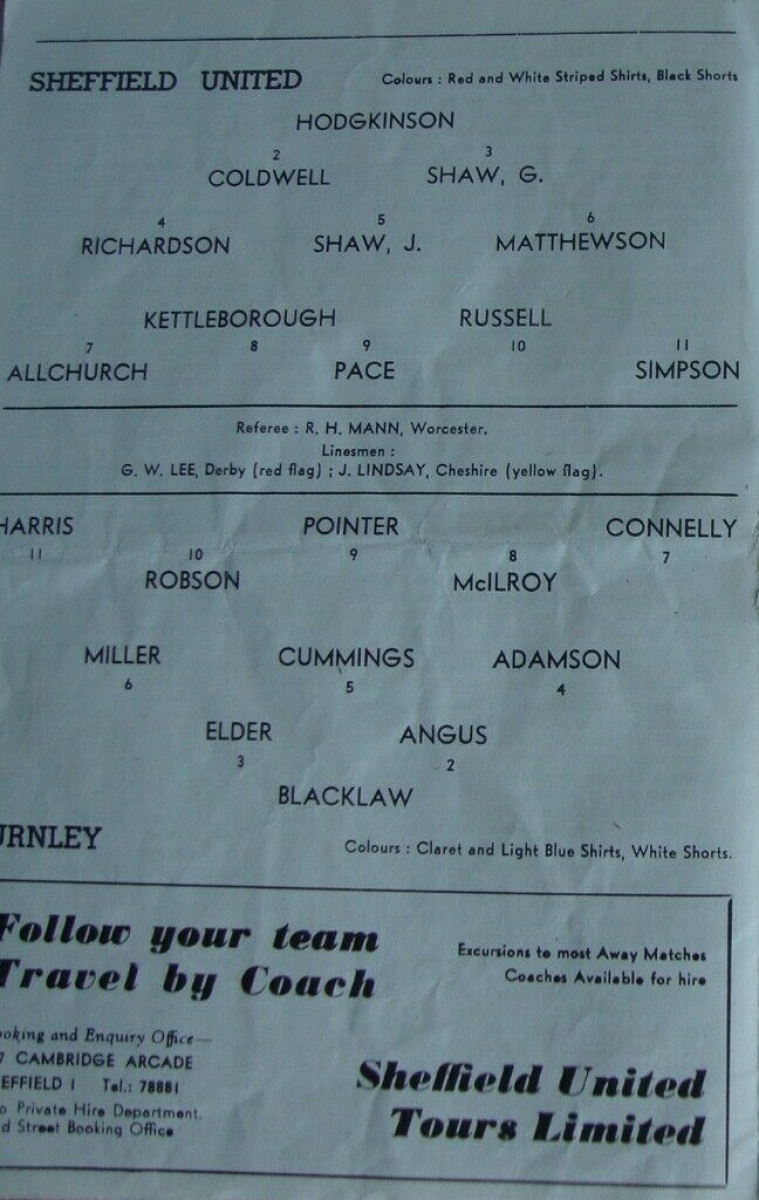 SHEFFIELD UNITED Colours : Red and White Striped Shirts, Black Shorts
HODGKINSON
2 3
COLDWELL SHAW, G.
4 5 6
RICHARDSON SHAW, J. MATTHEWSON
KETTLEBOROUGH RUSSELL
7 8 9 10 11
ALLCHURCH PACE SIMPSON
Referee : R. H. MANN, Worcester.
Linesmen :
G. W. LEE, Derby (red flag) ; J. LINDSAY, Cheshire (yellow flag).
HARRIS POINTER CONNELLY
11 10 9 8 7
ROBSON McILROY
MILLER CUMMINGS ADAMSON
6 5 4
ELDER ANGUS
3 2
BLACKLAW
URNLEY Colours : Claret and Light Blue Shirts, White Shorts.
Follow your team
Travel by Coach
Excursions to most Away Matches
Coaches Available for hire
ooking and Enquiry Office—
7 CAMBRIDGE ARCADE
EFFIELD 1 Tel.: 78881
o Private Hire Department,
d Street Booking Office
Sheffield United
Tours Limited